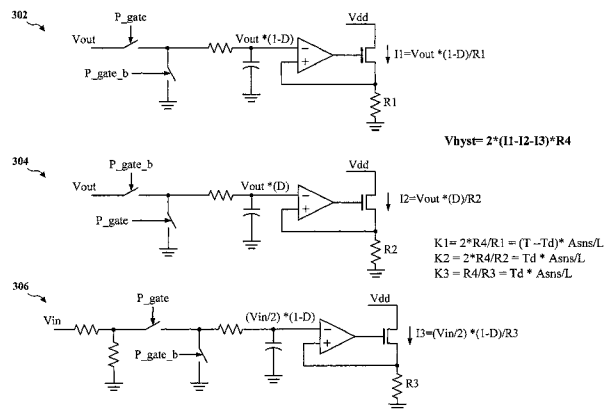 302
P_gate
Vout
Vout *(1-D)
Vdd
P_gate_b
I1=Vout *(1-D)/R1
R1
Vhyst= 2*(I1-I2-I3)*R4
304
P_gate_b
Vout
Vout *(D)
Vdd
P_gate
I2=Vout *(D)/R2
R2
K1= 2*R4/R1 = (T –Td)* Asns/L
K2 = 2*R4/R2 = Td * Asns/L
K3 = R4/R3 = Td * Asns/L
306
P_gate
Vin
(Vin/2) *(1-D)
Vdd
P_gate_b
I3=(Vin/2) *(1-D)/R3
R3